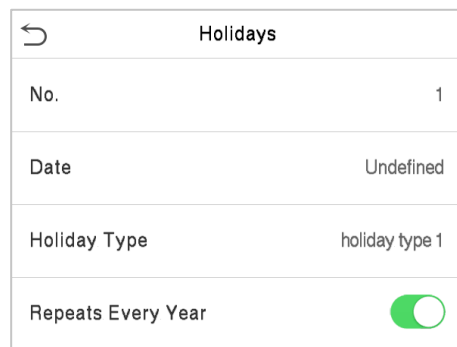 Holidays
No. 1
Date Undefined
Holiday Type holiday type 1
Repeats Every Year